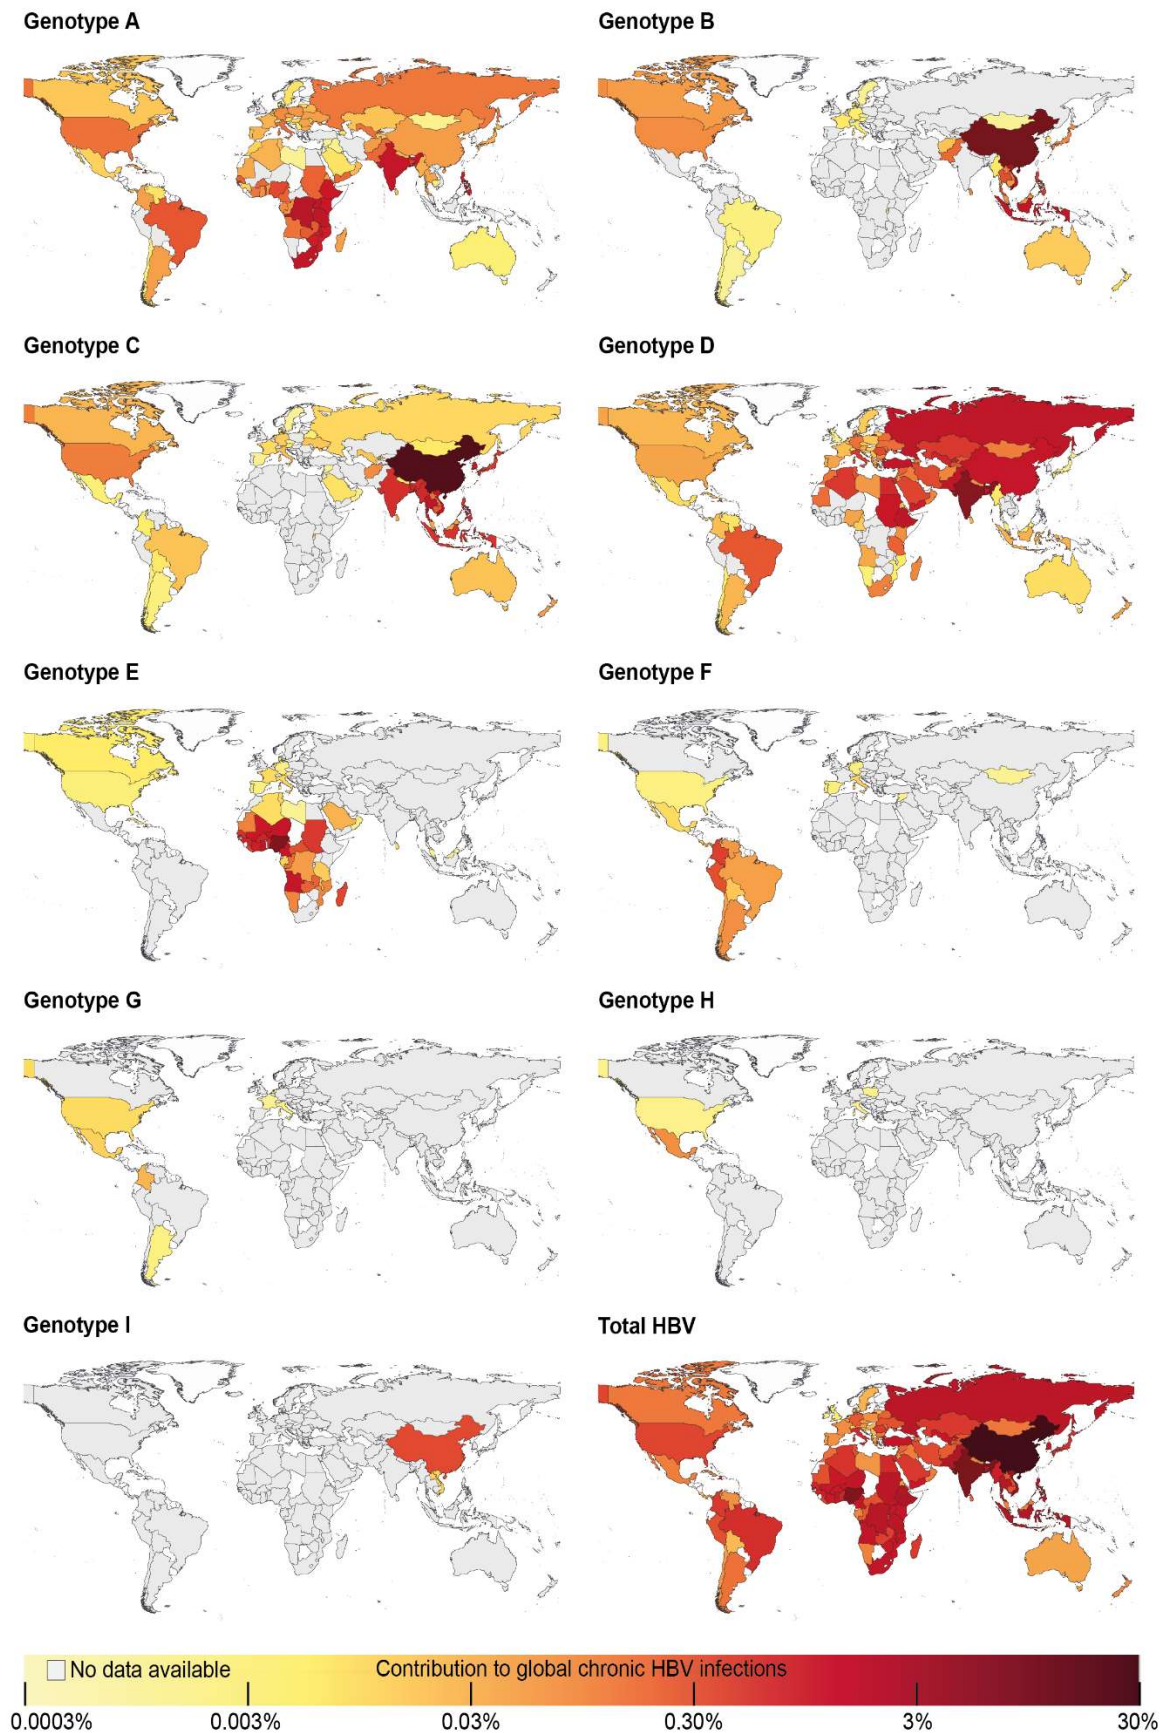 Genotype A
Genotype B
Genotype C
Genotype D
Genotype E
Genotype F
Genotype G
Genotype H
Genotype I
Total HBV
No data available
Contribution to global chronic HBV infections
0.0003%
0.003%
0.03%
0.30%
3%
30%